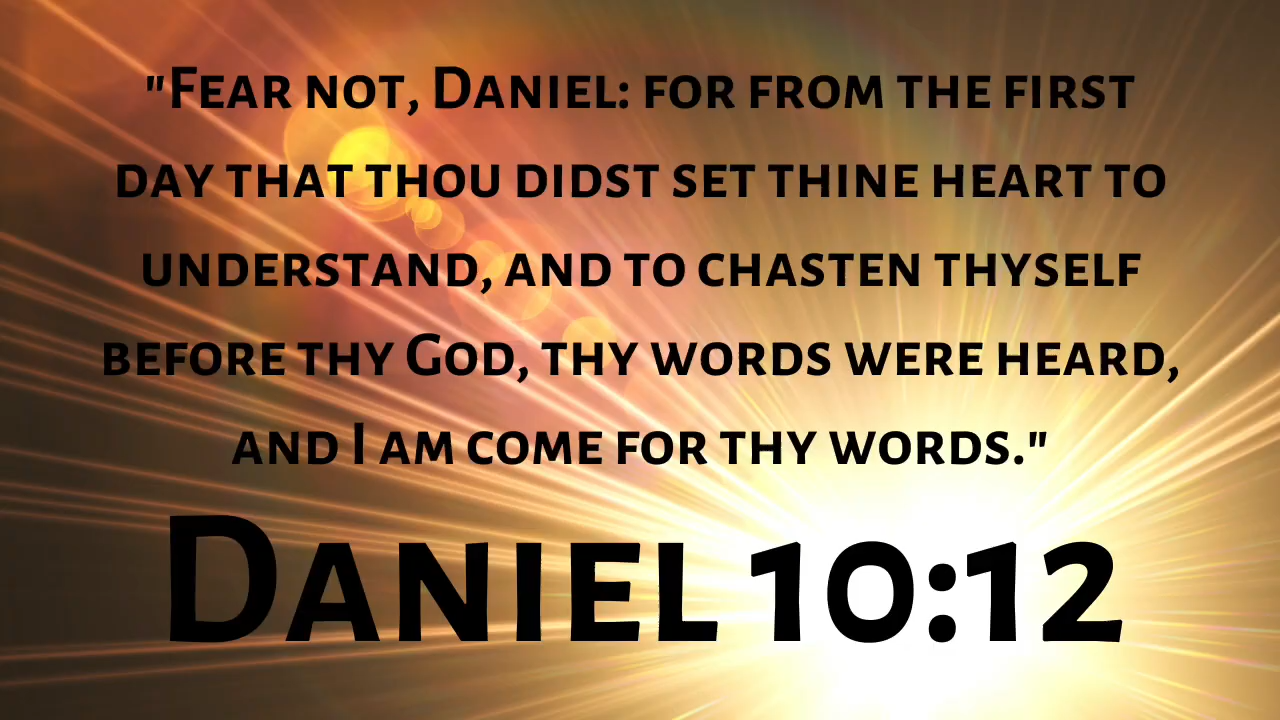 "Fear not, Daniel: for from the first
day that thou didst set thine heart to
understand, and to chasten thyself
before thy God, thy words were heard,
and I am come for thy words."
Daniel 10:12